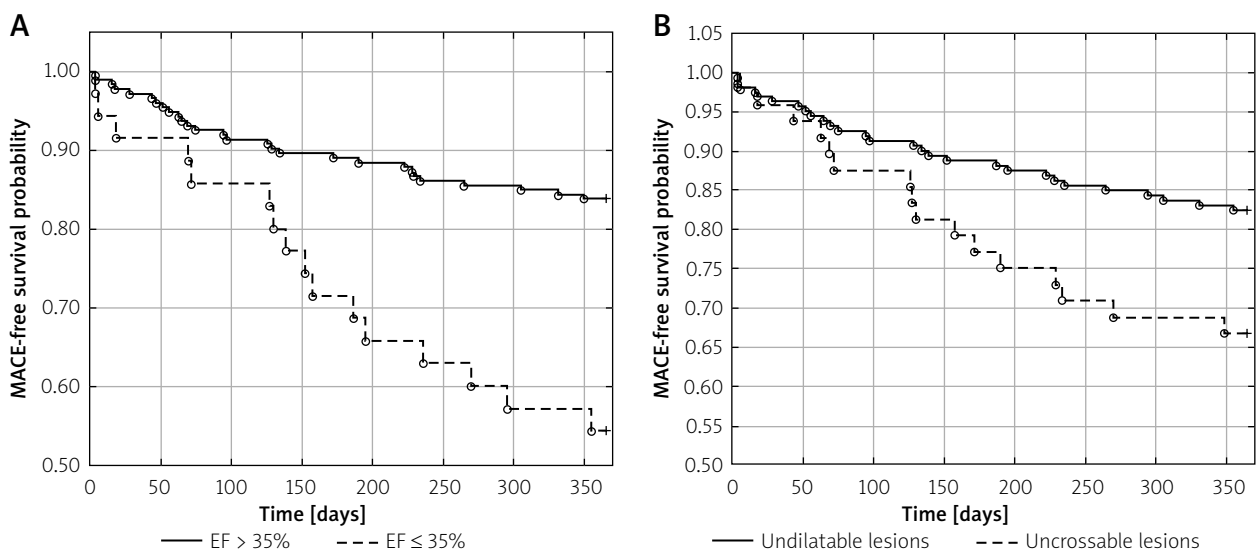 A
MACE-free survival probability
1.00
0.90
0.80
0.70
0.60
0.50
0 50 100 150 200 250 300 350
Time [days]
EF > 35% EF ≤ 35%
B
MACE-free survival probability
1.05
1.00
0.95
0.90
0.85
0.80
0.75
0.70
0.65
0.60
0.55
0.50
0 50 100 150 200 250 300 350
Time [days]
Undilatable lesions Uncrossable lesions